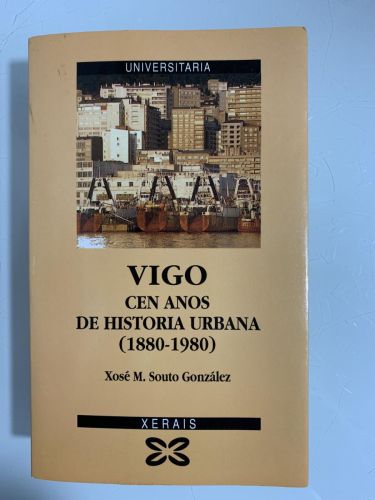 UNIVERSITARIA
VIGO
CEN ANOS
DE HISTORIA URBANA
(1880-1980)
Xosé M. Souto González
XERAIS